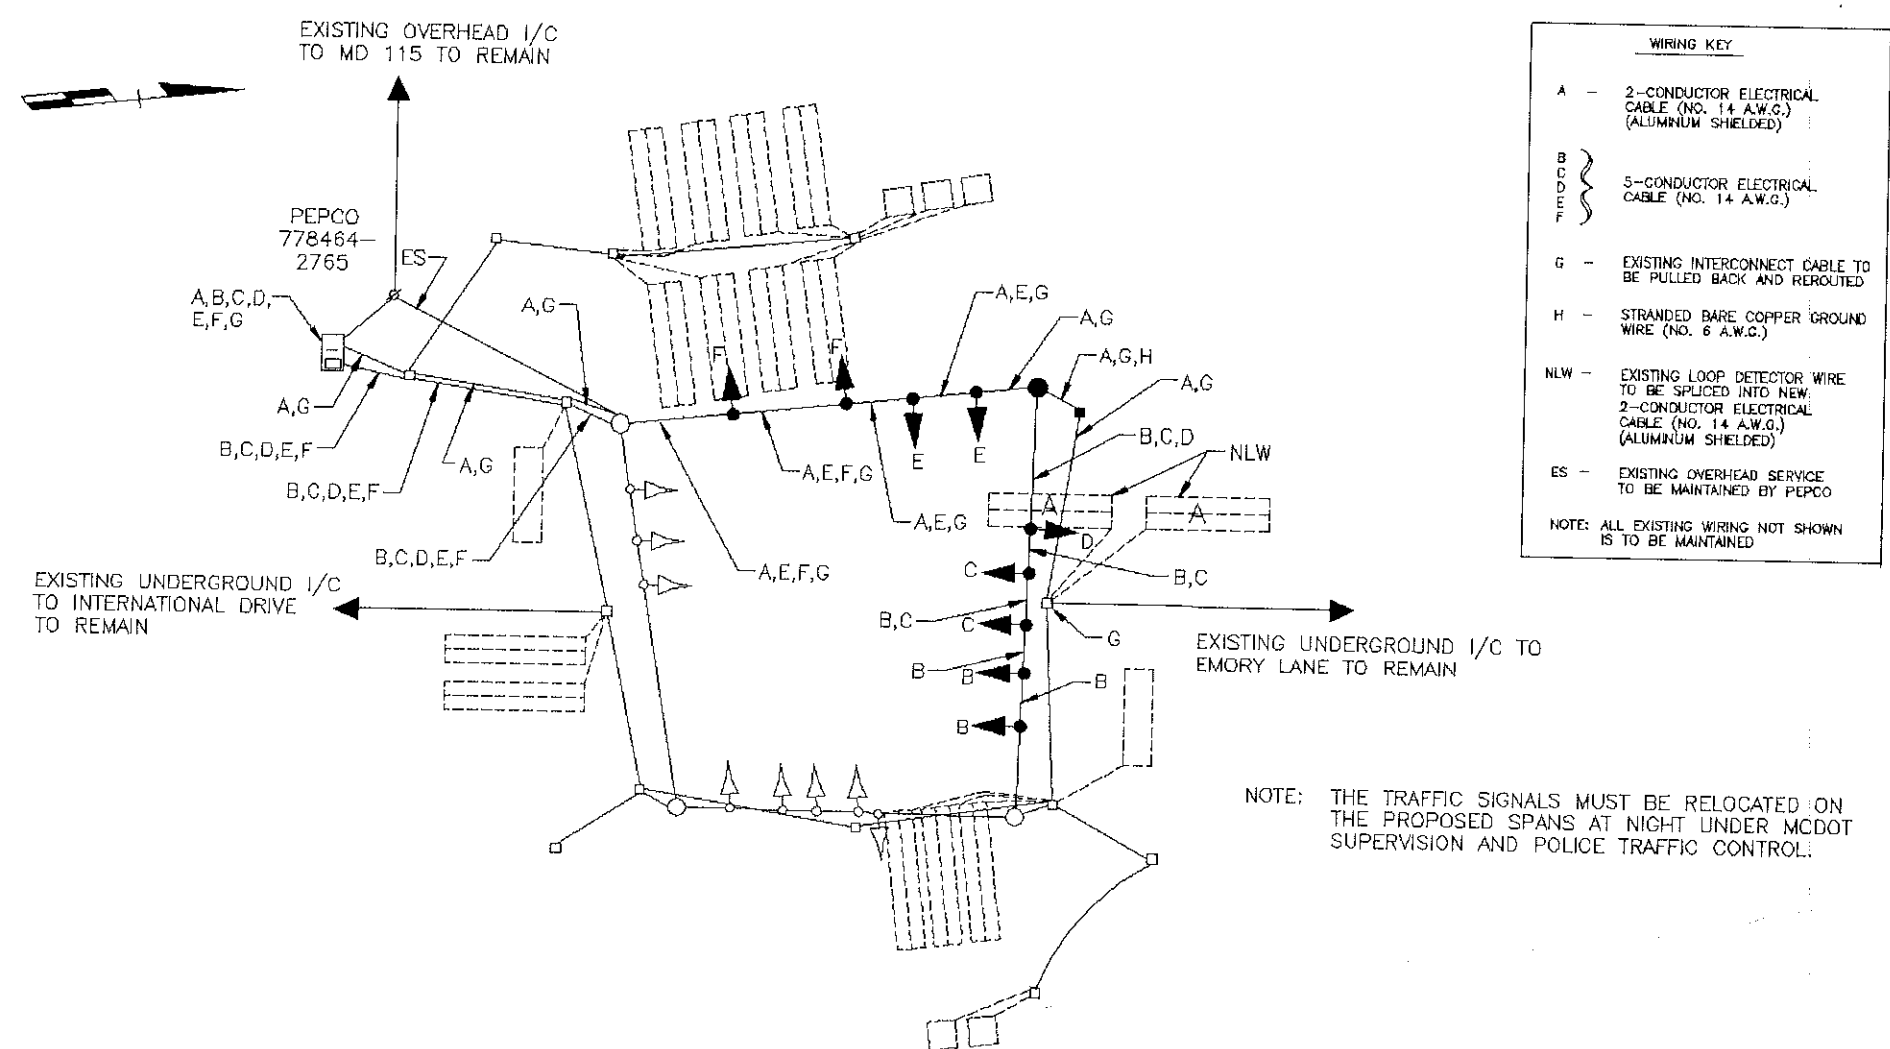 EXISTING OVERHEAD I/C
TO MD 115 TO REMAIN
PEPCO
778464-
2765
ES
A,B,C,D,
E,F,G
A,G
A,G
B,C,D,E,F
B,C,D,E,F
A,G
B,C,D,E,F
F
F
A,E,G
A,G
A,G,H
A,G
E
E
A,E,F,G
A,E,G
A,E,F,G
B,C,D
NLW
A
A
D
C
B,C
B,C
C
G
B
B
B
B
EXISTING UNDERGROUND I/C
TO INTERNATIONAL DRIVE
TO REMAIN
EXISTING UNDERGROUND I/C TO
EMORY LANE TO REMAIN
WIRING KEY
A - 2-CONDUCTOR ELECTRICAL
CABLE (NO. 14 A.W.G.)
(ALUMINUM SHIELDED)
B
C
D
E
F
5-CONDUCTOR ELECTRICAL
CABLE (NO. 14 A.W.G.)
G - EXISTING INTERCONNECT CABLE TO
BE PULLED BACK AND REROUTED
H - STRANDED BARE COPPER GROUND
WIRE (NO. 6 A.W.G.)
NLW - EXISTING LOOP DETECTOR WIRE
TO BE SPLICED INTO NEW
2-CONDUCTOR ELECTRICAL
CABLE (NO. 14 A.W.G.)
(ALUMINUM SHIELDED)
ES - EXISTING OVERHEAD SERVICE
TO BE MAINTAINED BY PEPCO
NOTE: ALL EXISTING WIRING NOT SHOWN
IS TO BE MAINTAINED
NOTE: THE TRAFFIC SIGNALS MUST BE RELOCATED ON
THE PROPOSED SPANS AT NIGHT UNDER MCDOT
SUPERVISION AND POLICE TRAFFIC CONTROL.